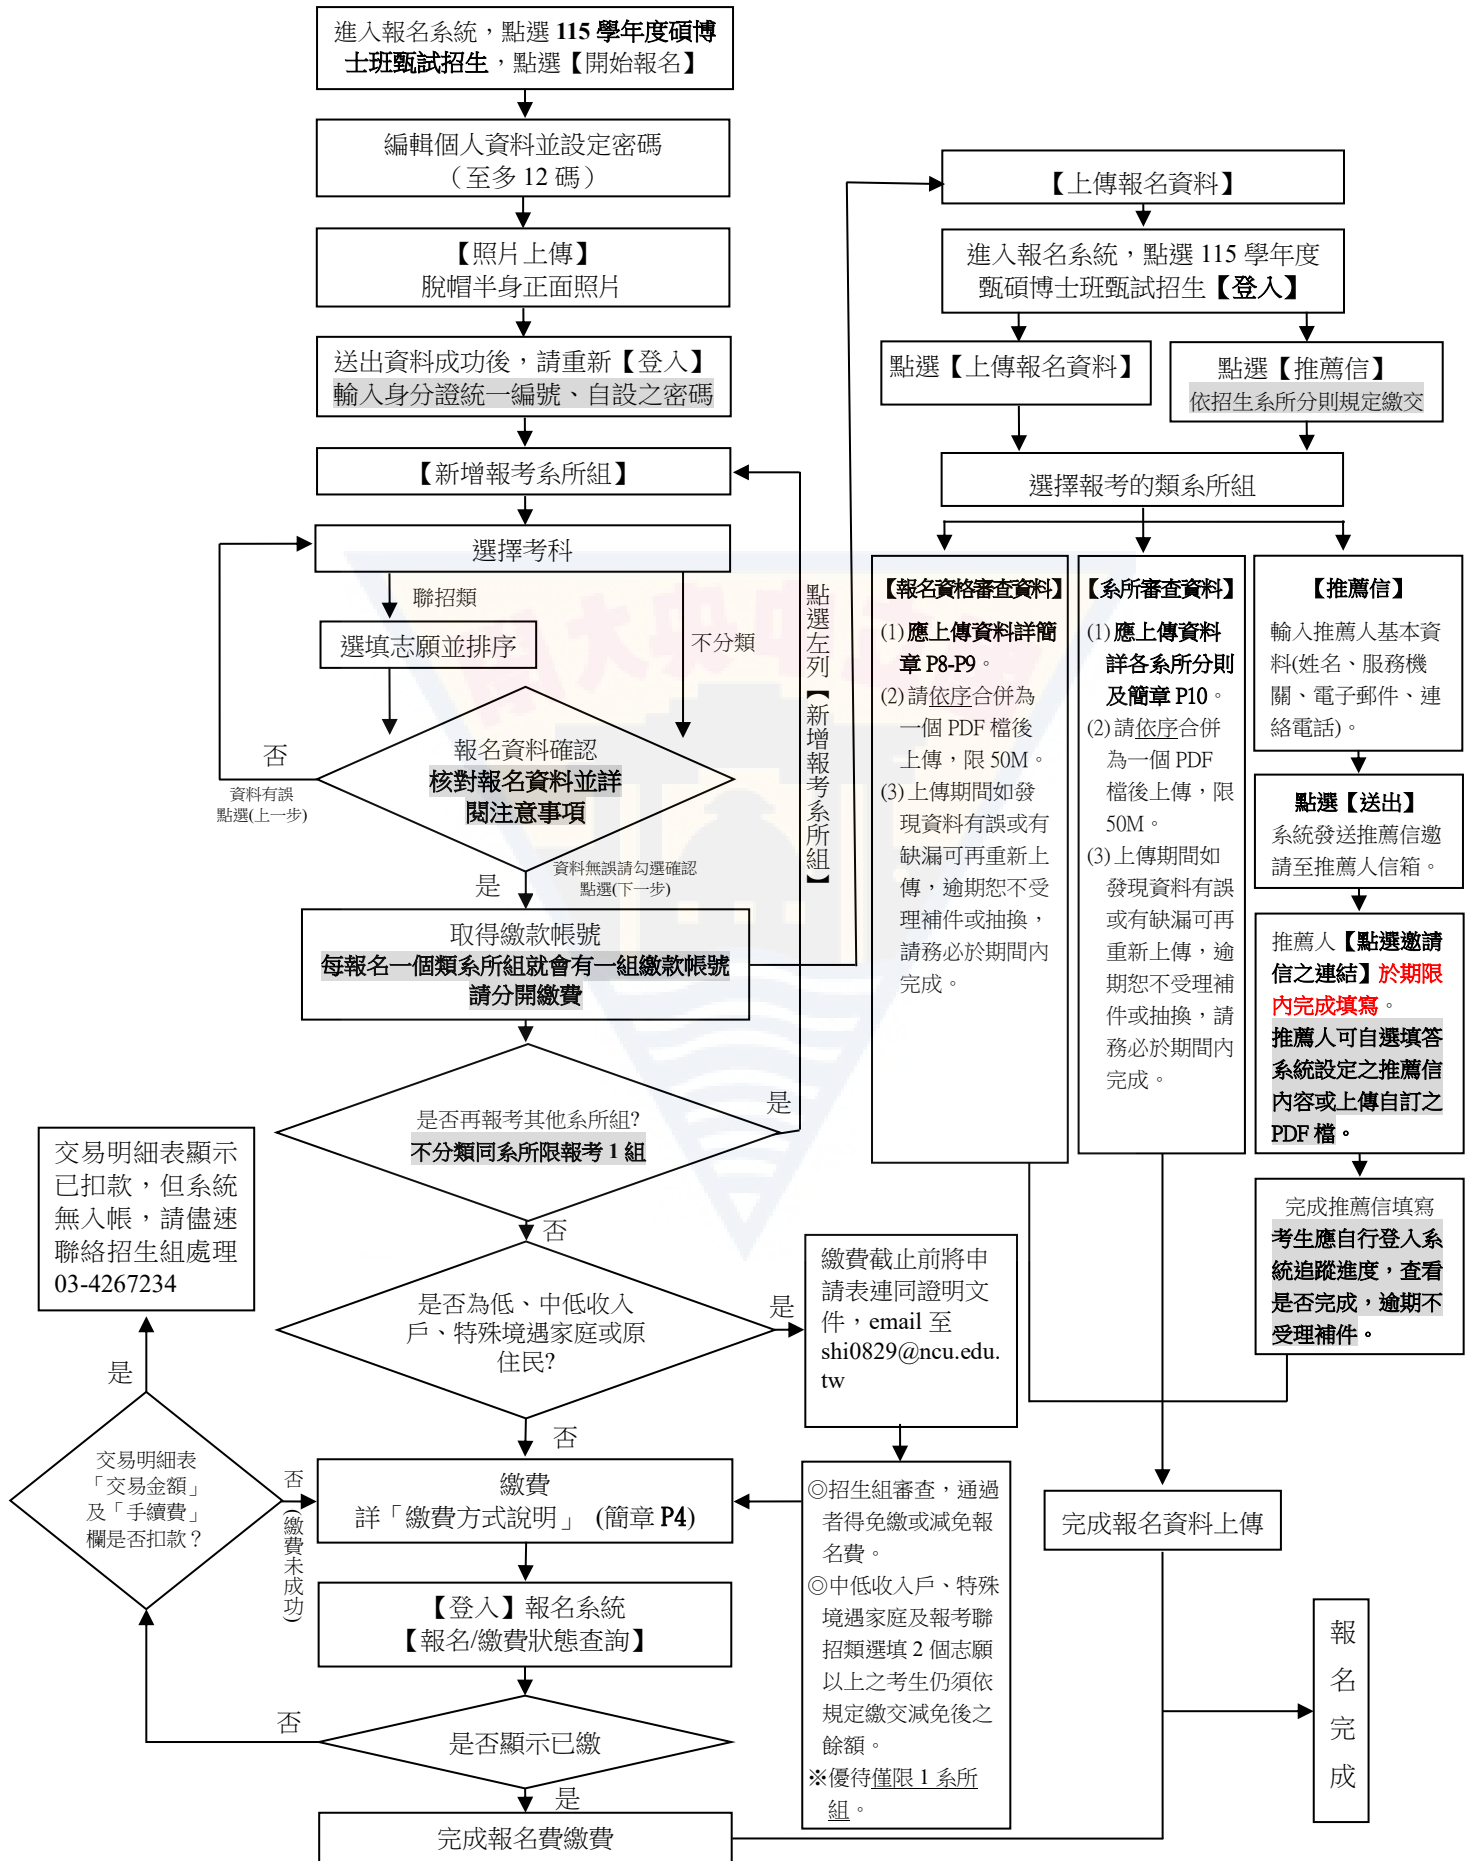 進入報名系統，點選 115 學年度碩博
士班甄試招生，點選【開始報名】
編輯個人資料並設定密碼
（至多 12 碼）
【照片上傳】
脫帽半身正面照片
送出資料成功後，請重新【登入】
輸入身分證統一編號、自設之密碼
【新增報考系所組】
選擇考科
聯招類
不分類
選填志願並排序
報名資料確認
核對報名資料並詳
閱注意事項
否
資料有誤
點選(上一步)
資料無誤請勾選確認
點選(下一步)
是
取得繳款帳號
每報名一個類系所組就會有一組繳款帳號
請分開繳費
點選左列【新增報考系所組】
是否再報考其他系所組?
不分類同系所限報考 1 組
是
否
是否為低、中低收入
戶、特殊境遇家庭或原
住民?
是
否
繳費截止前將申
請表連同證明文
件，email 至
shi0829@ncu.edu.
tw
◎招生組審查，通過
者得免繳或減免報
名費。
◎中低收入戶、特殊
境遇家庭及報考聯
招類選填 2 個志願
以上之考生仍須依
規定繳交減免後之
餘額。
※優待僅限 1 系所
組。
繳費
詳「繳費方式說明」 (簡章 P4)
【登入】報名系統
【報名/繳費狀態查詢】
是否顯示已繳
否
是
完成報名費繳費
交易明細表
「交易金額」
及「手續費」
欄是否扣款？
是
否(繳費未成功)
交易明細表顯示
已扣款，但系統
無入帳，請儘速
聯絡招生組處理
03-4267234
【上傳報名資料】
進入報名系統，點選 115 學年度
甄碩博士班甄試招生【登入】
點選【上傳報名資料】
點選【推薦信】
依招生系所分則規定繳交
選擇報考的類系所組
【報名資格審查資料】
(1)應上傳資料詳簡
章 P8-P9。
(2)請依序合併為
一個 PDF 檔後
上傳，限 50M。
(3)上傳期間如發
現資料有誤或有
缺漏可再重新上
傳，逾期恕不受
理補件或抽換，
請務必於期間內
完成。
【系所審查資料】
(1) 應上傳資料
詳各系所分則
及簡章 P10。
(2)請依序合併
為一個 PDF
檔後上傳，限
50M。
(3)上傳期間如
發現資料有誤
或有缺漏可再
重新上傳，逾
期恕不受理補
件或抽換，請
務必於期間內
完成。
【推薦信】
輸入推薦人基本資
料(姓名、服務機
關、電子郵件、連
絡電話)。
點選【送出】
系統發送推薦信邀
請至推薦人信箱。
推薦人【點選邀請
信之連結】於期限
內完成填寫。
推薦人可自選填答
系統設定之推薦信
內容或上傳自訂之
PDF 檔。
完成推薦信填寫
考生應自行登入系
統追蹤進度，查看
是否完成，逾期不
受理補件。
完成報名資料上傳
報名完成